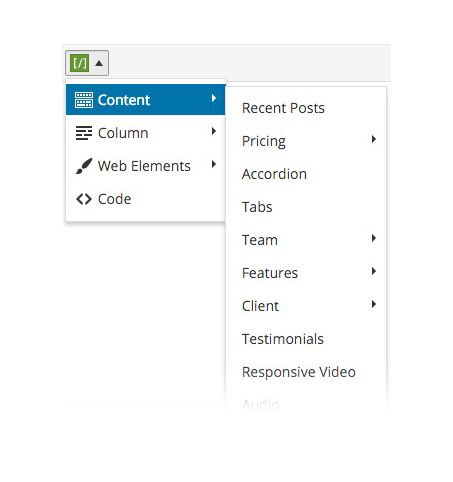 [/]
Content
Column
Web Elements
Code
Recent Posts
Pricing
Accordion
Tabs
Team
Features
Client
Testimonials
Responsive Video
Audio